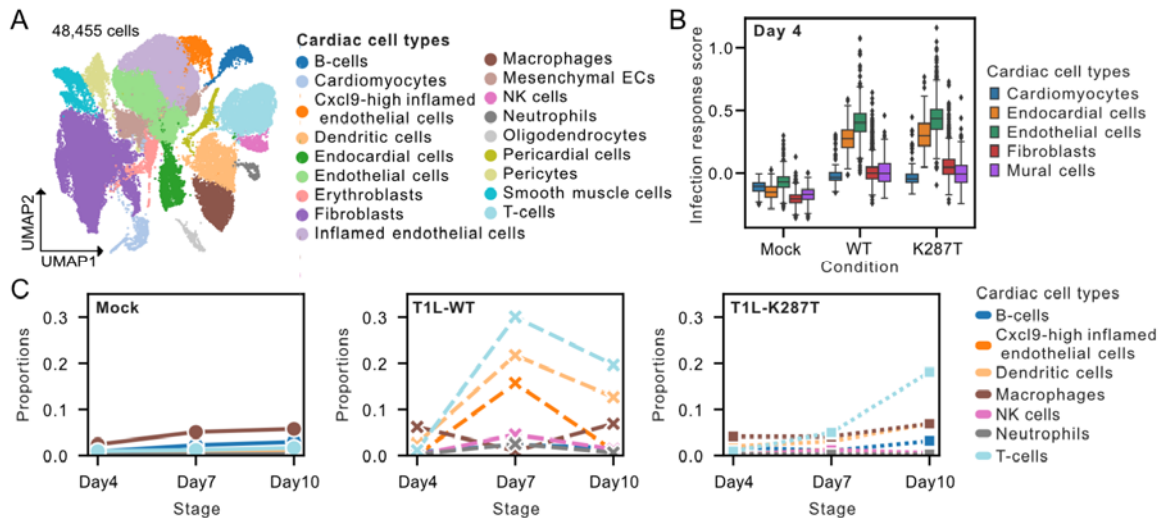 A
48,455 cells
UMAP2
UMAP1
Cardiac cell types
B-cells
Cardiomyocytes
Cxcl9-high inflamed
endothelial cells
Dendritic cells
Endocardial cells
Endothelial cells
Erythroblasts
Fibroblasts
Inflamed endothelial cells
Macrophages
Mesenchymal ECs
NK cells
Neutrophils
Oligodendrocytes
Pericardial cells
Pericytes
Smooth muscle cells
T-cells
B
Day 4
Infection response score
1.0
0.5
0.0
Mock
WT
K287T
Condition
Cardiac cell types
Cardiomyocytes
Endocardial cells
Endothelial cells
Fibroblasts
Mural cells
C
Mock
Proportions
0.3
0.2
0.1
0.0
Day4
Day7
Day10
Stage
T1L-WT
Proportions
0.3
0.2
0.1
0.0
Day4
Day7
Day10
Stage
T1L-K287T
Proportions
0.3
0.2
0.1
0.0
Day4
Day7
Day10
Stage
Cardiac cell types
B-cells
Cxcl9-high inflamed
endothelial cells
Dendritic cells
Macrophages
NK cells
Neutrophils
T-cells